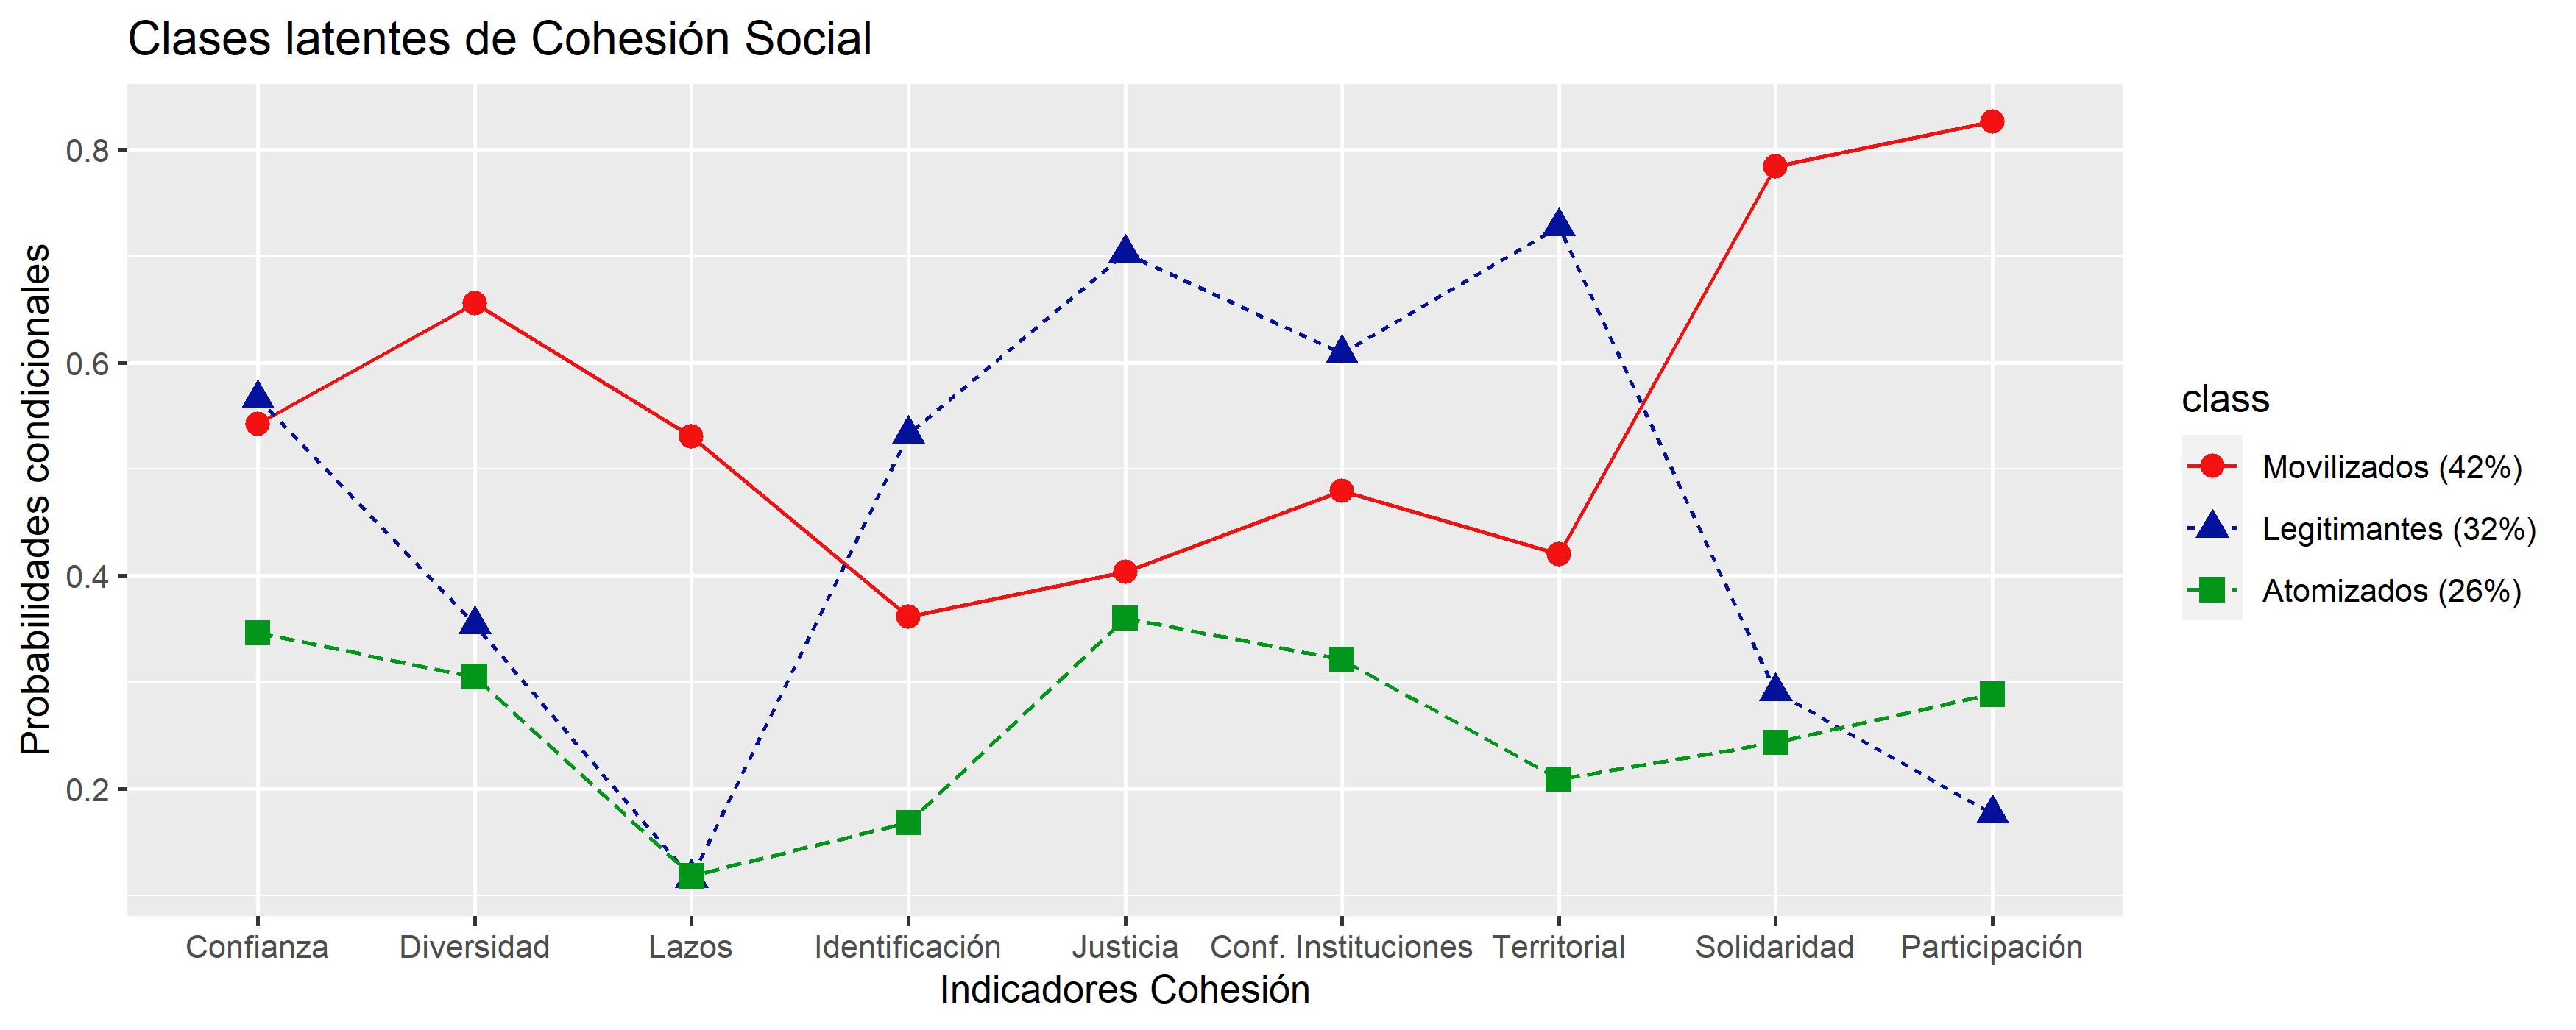 Clases latentes de Cohesión Social
Probabilidades condicionales
0.8
0.6
0.4
0.2
Confianza Diversidad Lazos Identificación Justicia Conf. Instituciones Territorial Solidaridad Participación
Indicadores Cohesión
class
Movilizados (42%)
Legitimantes (32%)
Atomizados (26%)